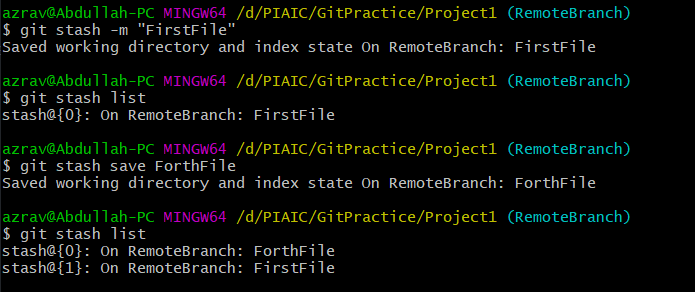 azrav@Abdullah-PC MINGW64 /d/PIAIC/GitPractice/Project1 (RemoteBranch)
$ git stash -m "FirstFile"
Saved working directory and index state On RemoteBranch: FirstFile
azrav@Abdullah-PC MINGW64 /d/PIAIC/GitPractice/Project1 (RemoteBranch)
$ git stash list
stash@{0}: On RemoteBranch: FirstFile
azrav@Abdullah-PC MINGW64 /d/PIAIC/GitPractice/Project1 (RemoteBranch)
$ git stash save ForthFile
Saved working directory and index state On RemoteBranch: ForthFile
azrav@Abdullah-PC MINGW64 /d/PIAIC/GitPractice/Project1 (RemoteBranch)
$ git stash list
stash@{0}: On RemoteBranch: ForthFile
stash@{1}: On RemoteBranch: FirstFile